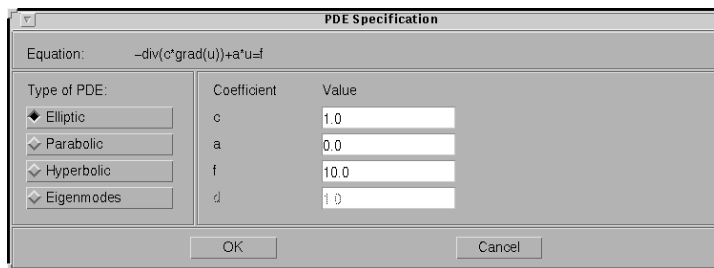 PDE Specification
Equation: −div(c*grad(u))+a*u=f
Type of PDE: Coefficient Value
Elliptic c 1.0
Parabolic a 0.0
Hyperbolic f 10.0
Eigenmodes d 1.0
OK Cancel